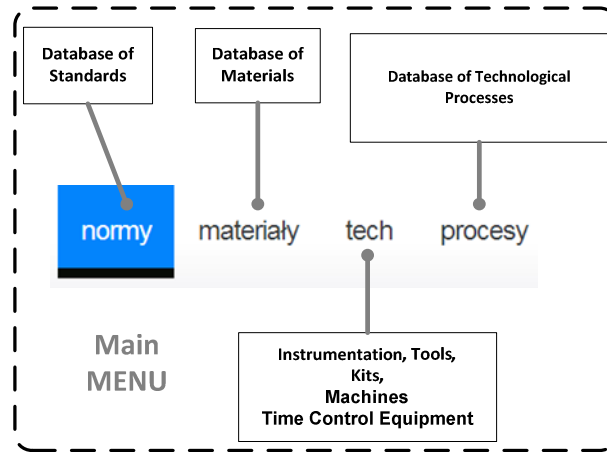 Database of
Standards
Database of
Materials
Database of Technological
Processes
normy
materiały
tech
procesy
Main
MENU
Instrumentation, Tools,
Kits,
Machines
Time Control Equipment